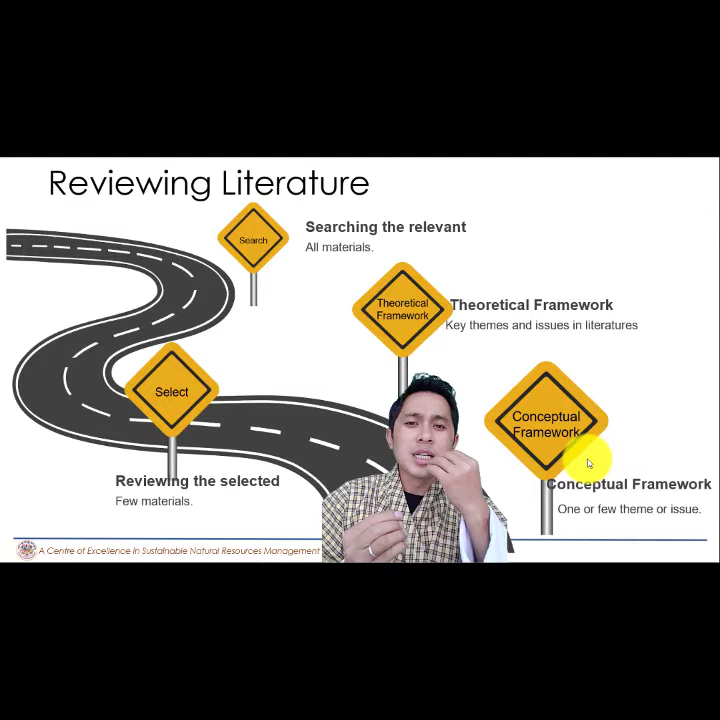 Reviewing Literature
Search
Searching the relevant
All materials.
Theoretical
Framework
Theoretical Framework
Key themes and issues in literatures
Select
Reviewing the selected
Few materials.
Conceptual
Framework
Conceptual Framework
One or few theme or issue.
A Centre of Excellence In Sustainable Natural Resources Management